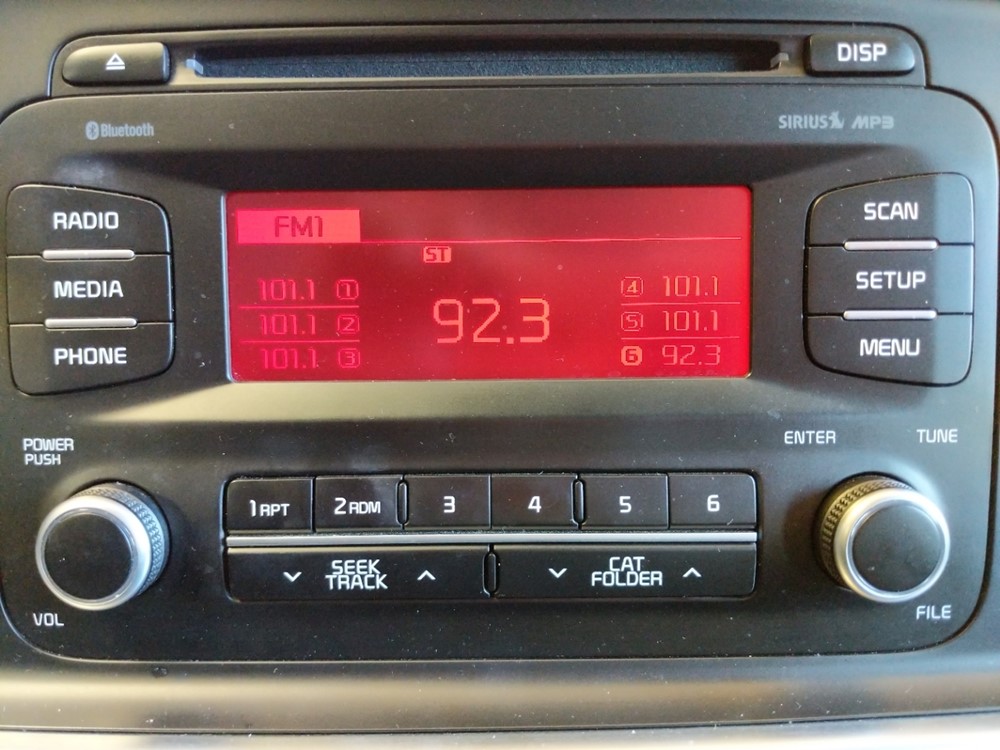 DISP
Bluetooth
SIRIUS MP3
RADIO
MEDIA
PHONE
FM1
ST
101.1 1
101.1 2
101.1 3
92.3
4 101.1
5 101.1
6 92.3
SCAN
SETUP
MENU
POWER
PUSH
VOL
1 RPT
2 RDM
3
4
5
6
SEEK
TRACK
CAT
FOLDER
ENTER
TUNE
FILE